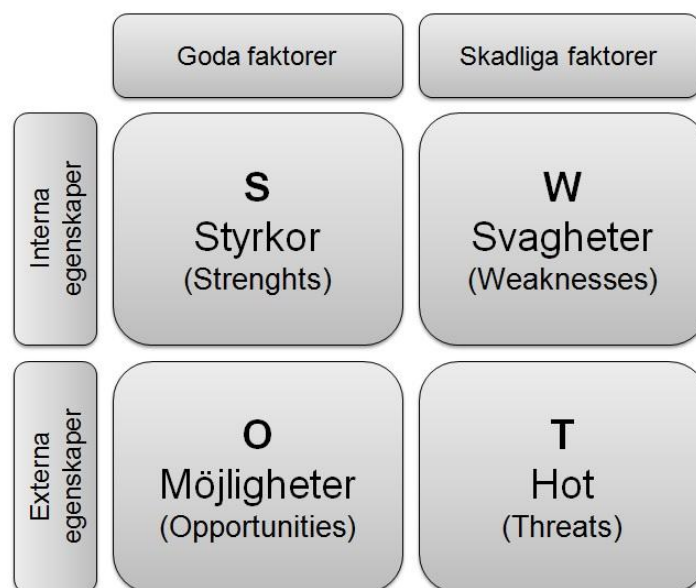 Goda faktorer
Skadliga faktorer
Interna
egenskaper
S
Styrkor
(Strenghts)
W
Svagheter
(Weaknesses)
Externa
egenskaper
O
Möjligheter
(Opportunities)
T
Hot
(Threats)